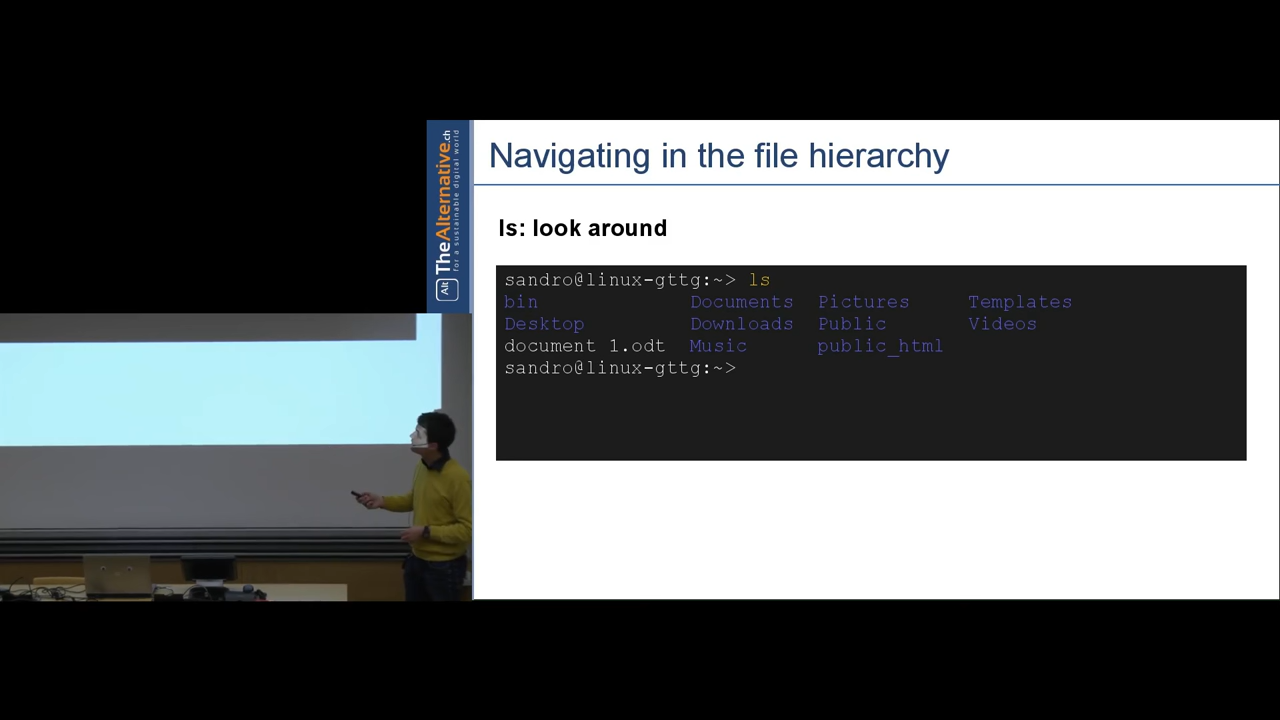 Alt TheAlternative.ch
for a sustainable digital world
Navigating in the file hierarchy
ls: look around
sandro@linux-gttg:~> ls
bin Documents Pictures Templates
Desktop Downloads Public Videos
document 1.odt Music public_html
sandro@linux-gttg:~>